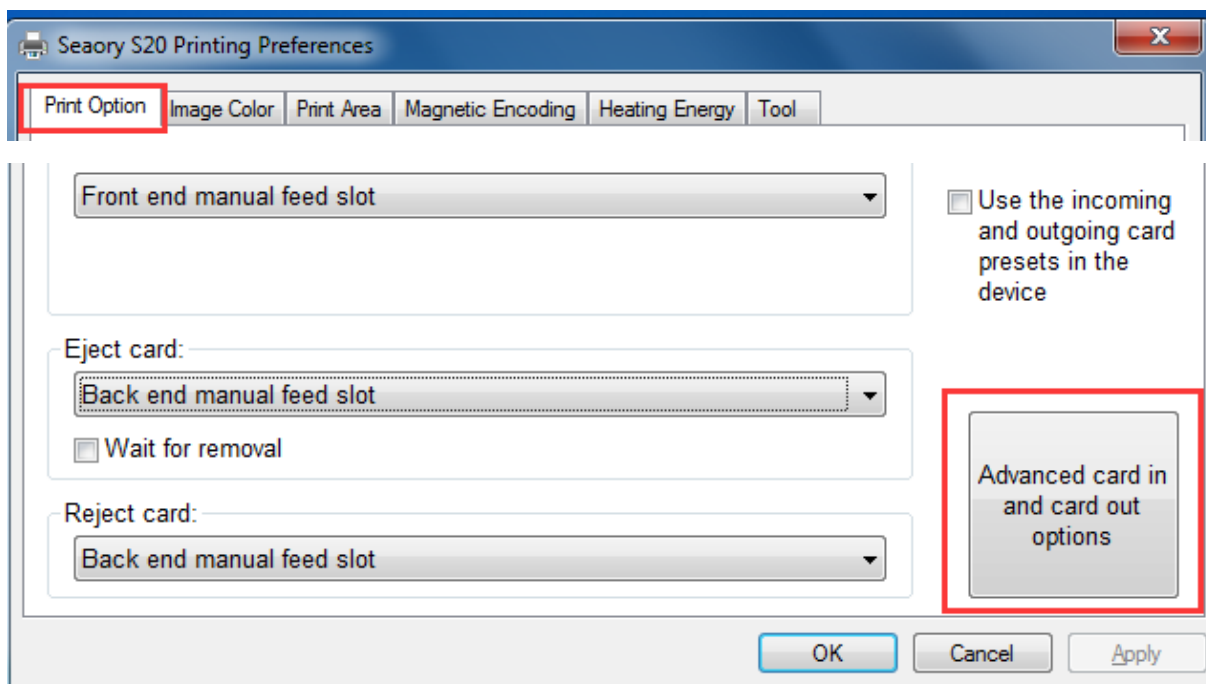 Seaory S20 Printing Preferences
Print Option Image Color Print Area Magnetic Encoding Heating Energy Tool
Front end manual feed slot
Use the incoming
and outgoing card
presets in the
device
Eject card:
Back end manual feed slot
Wait for removal
Advanced card in
and card out
options
Reject card:
Back end manual feed slot
OK Cancel Apply